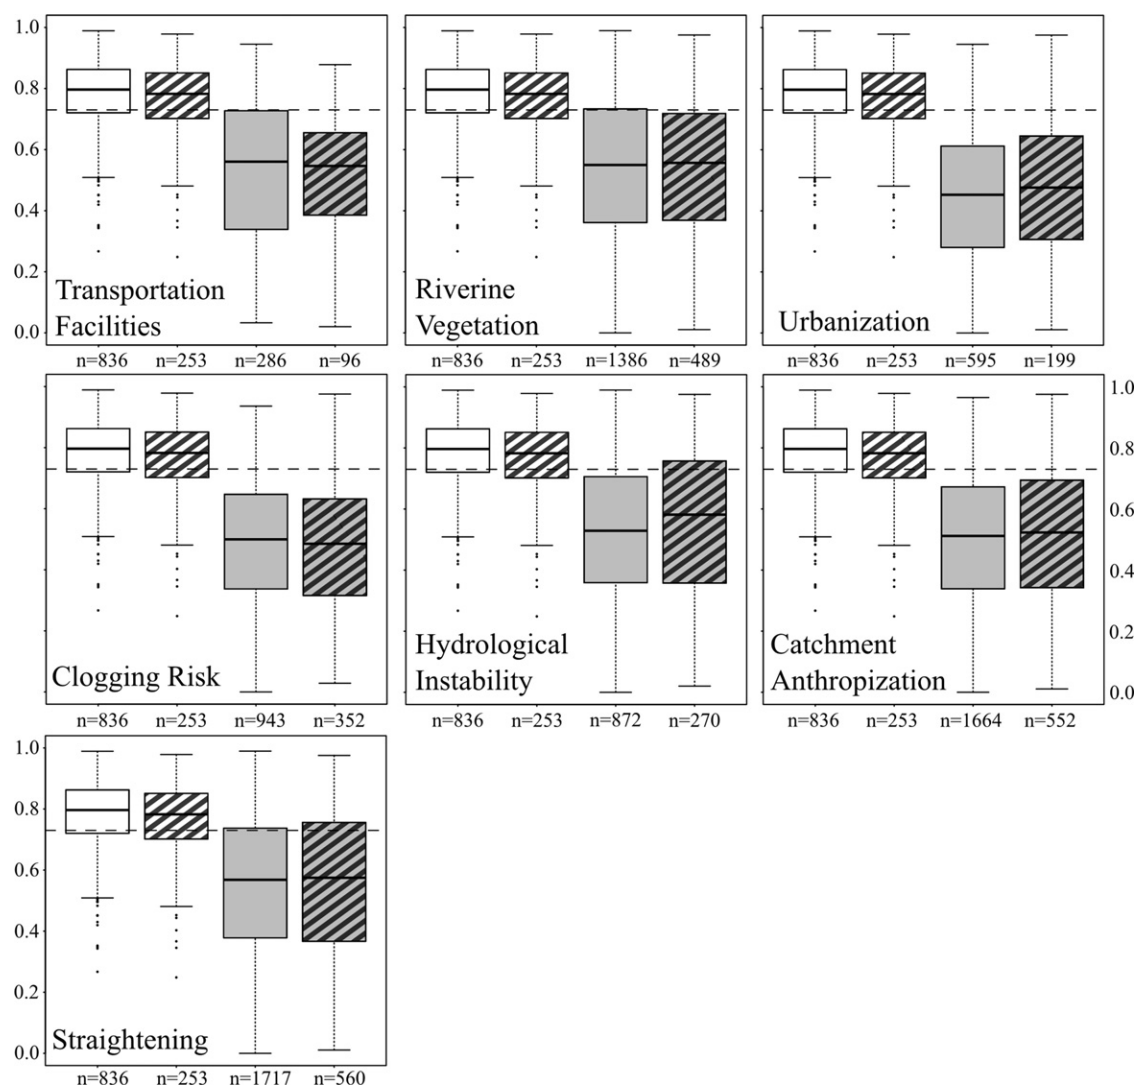 1.0
0.8
0.6
0.4
0.2
0.0
Transportation
Facilities
Riverine
Vegetation
Urbanization
n=836 n=253 n=286 n=96 n=836 n=253 n=1386 n=489 n=836 n=253 n=595 n=199
Clogging Risk
Hydrological
Instability
Catchment
Anthropization
1.0
0.8
0.6
0.4
0.2
0.0
n=836 n=253 n=943 n=352 n=836 n=253 n=872 n=270 n=836 n=253 n=1664 n=552
1.0
0.8
0.6
0.4
0.2
0.0
Straightening
n=836 n=253 n=1717 n=560